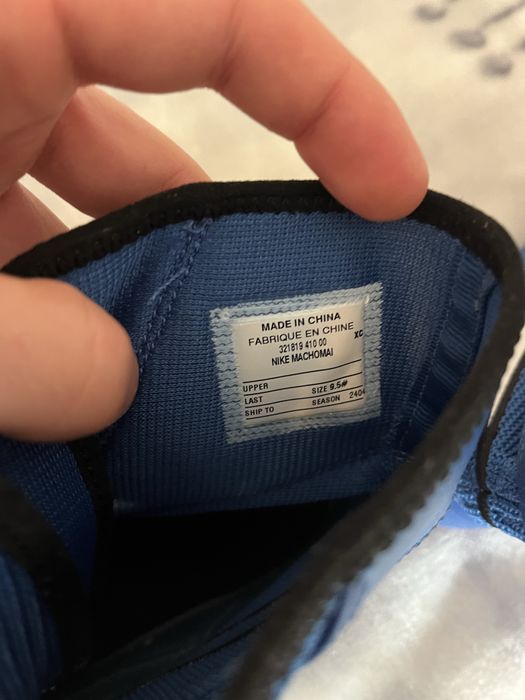 MADE IN CHINA
FABRIQUE EN CHINE
321819 410 00 XC
NIKE MACHOMAI
UPPER
LAST SIZE 9.5#
SHIP TO SEASON 2404